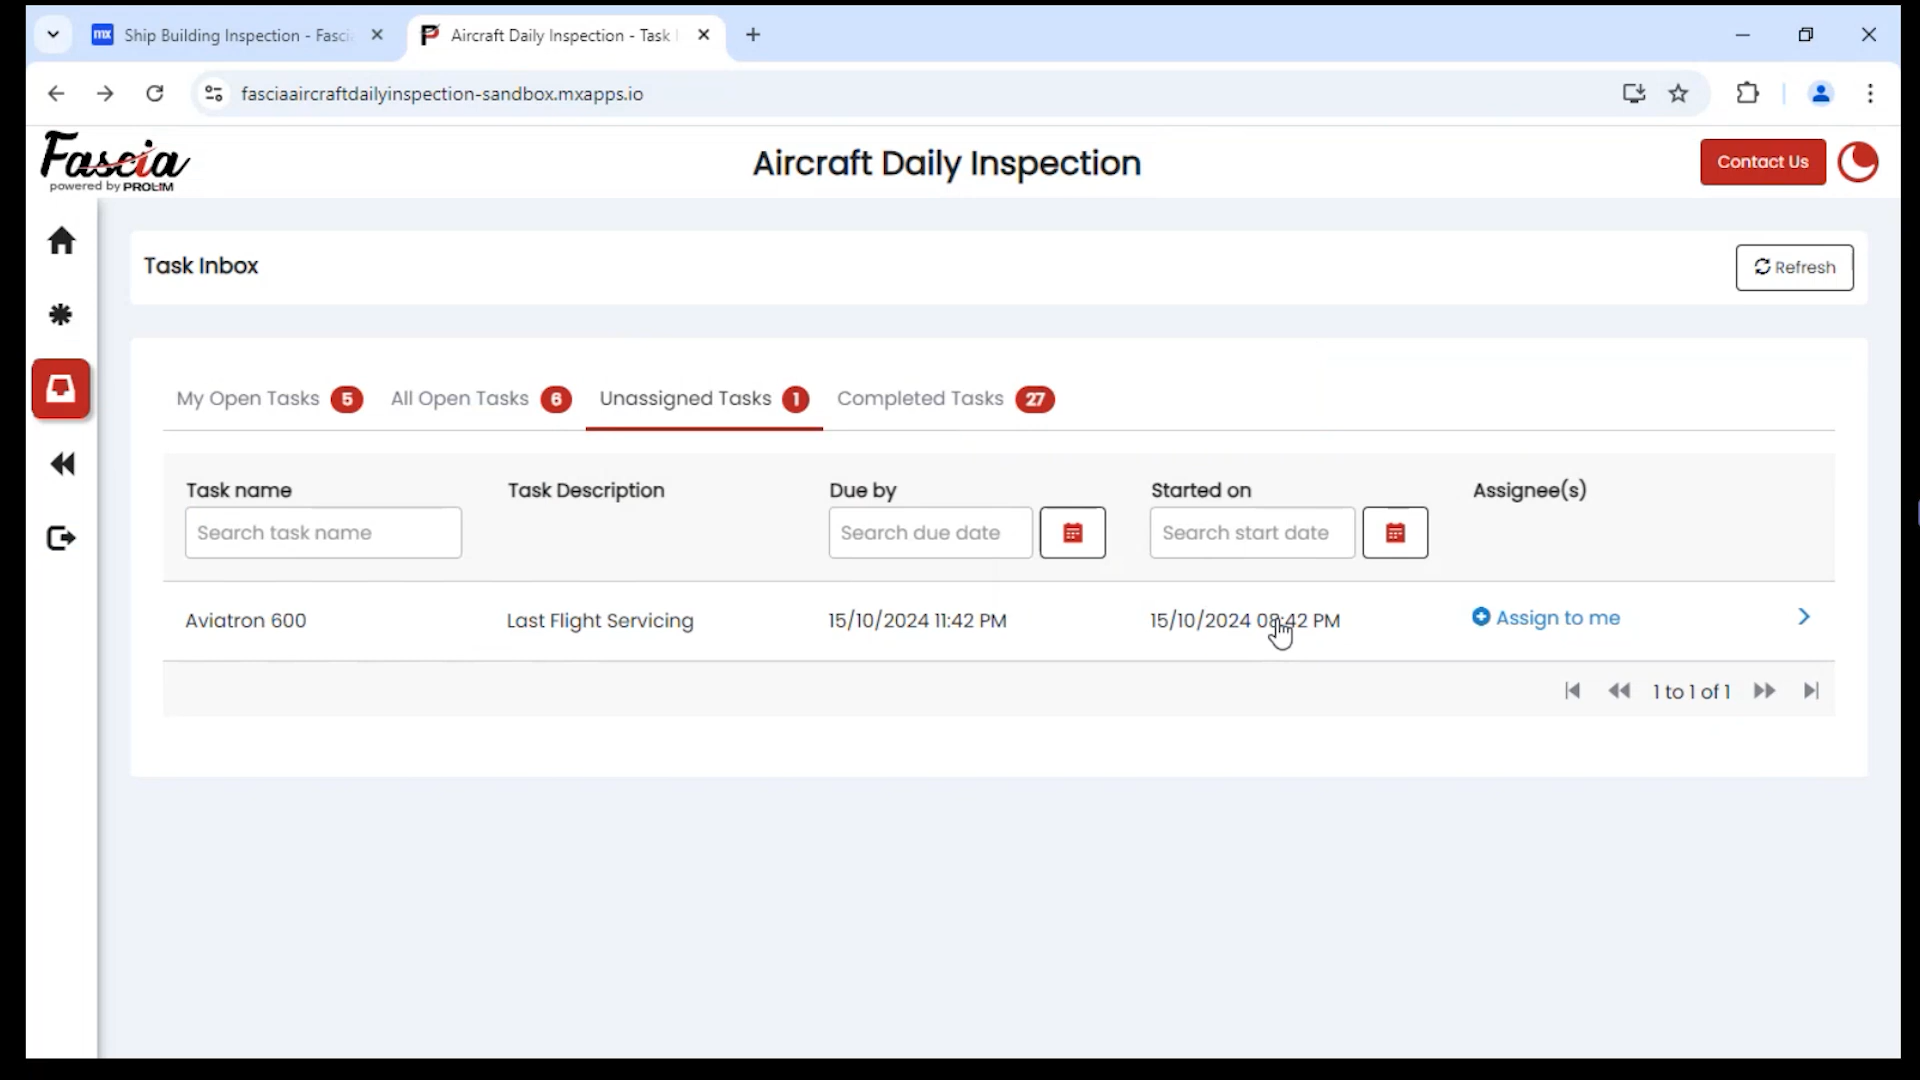 Ship Building Inspection - Fasci
Aircraft Daily Inspection - Task
fasciaaircraftdailyinspection-sandbox.mxapps.io
Fascia
powered by PROLIM
Aircraft Daily Inspection
Contact Us
Task Inbox
Refresh
My Open Tasks 5
All Open Tasks 6
Unassigned Tasks 1
Completed Tasks 27
Task name
Task Description
Due by
Started on
Assignee(s)
Search task name
Search due date
Search start date
Aviatron 600
Last Flight Servicing
15/10/2024 11:42 PM
15/10/2024 08:42 PM
Assign to me
1 to 1 of 1